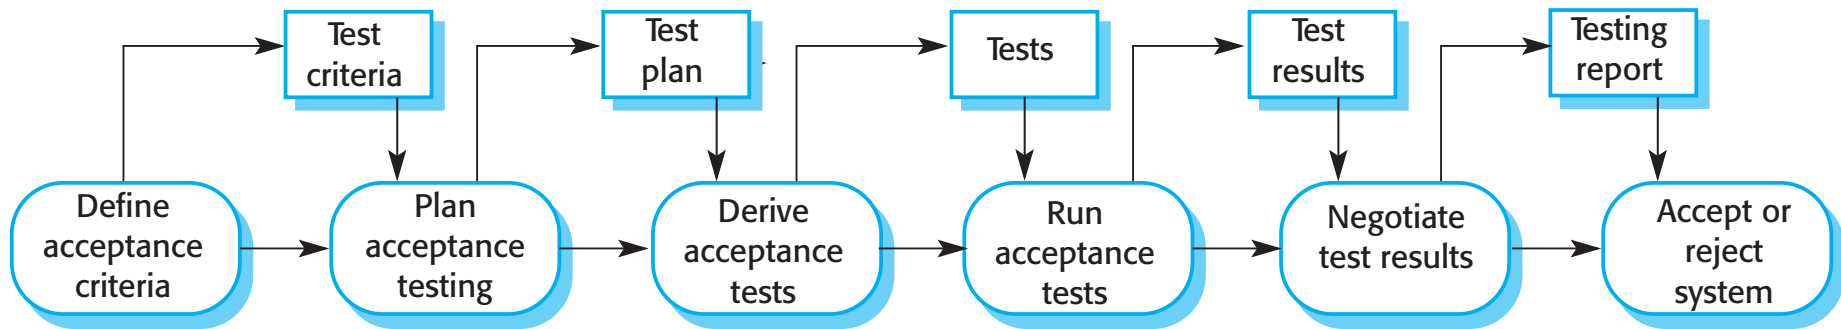 Test
criteria
Test
plan
Tests
Test
results
Testing
report
Define
acceptance
criteria
Plan
acceptance
testing
Derive
acceptance
tests
Run
acceptance
tests
Negotiate
test results
Accept or
reject
system